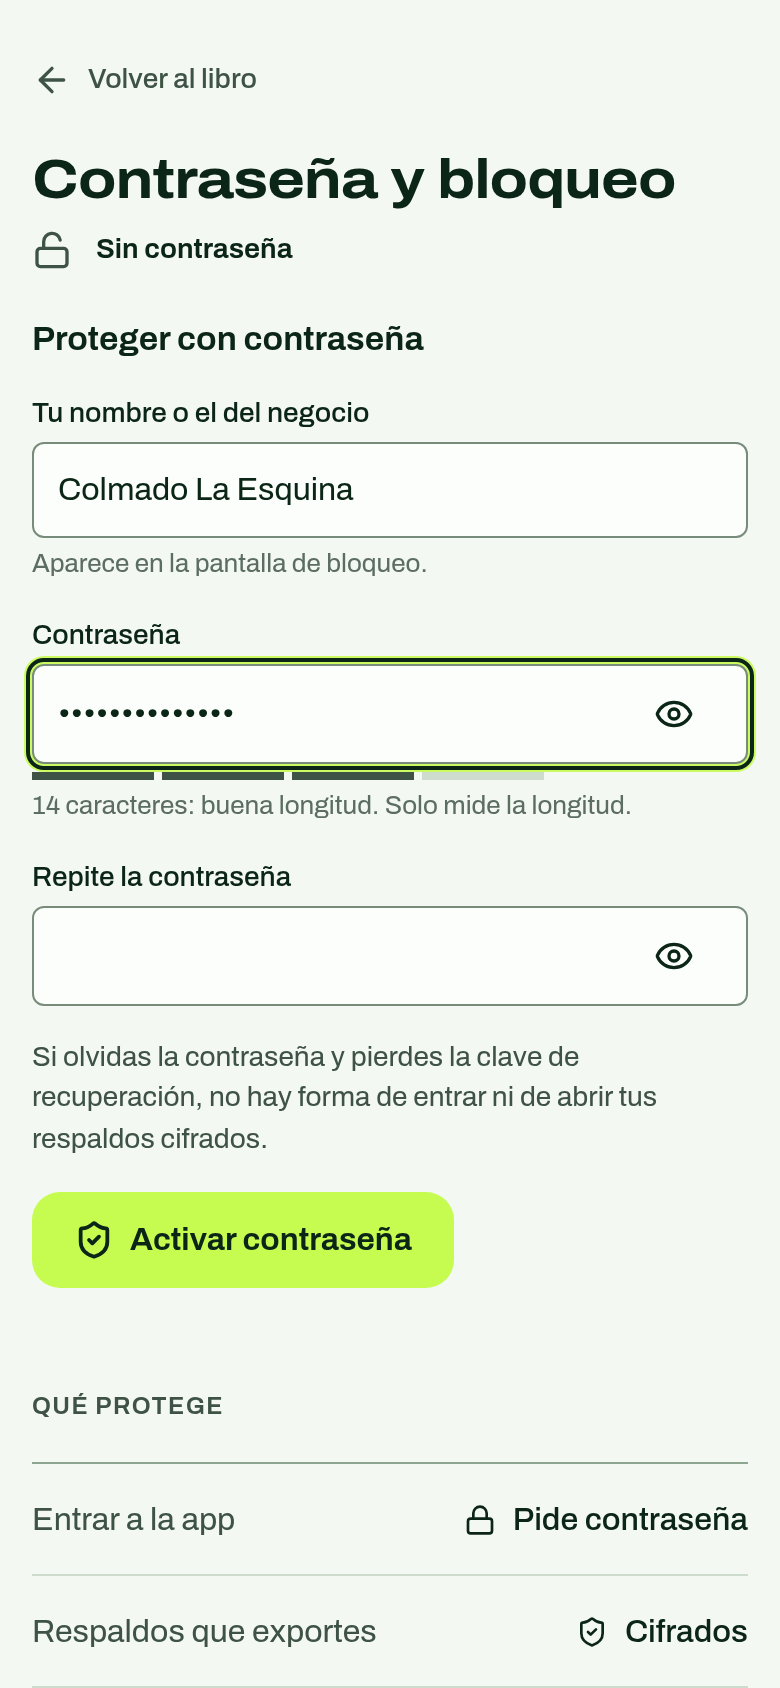 Volver al libro
Contraseña y bloqueo
Sin contraseña
Proteger con contraseña
Tu nombre o el del negocio
Colmado La Esquina
Aparece en la pantalla de bloqueo.
Contraseña
••••••••••••••
14 caracteres: buena longitud. Solo mide la longitud.
Repite la contraseña
Si olvidas la contraseña y pierdes la clave de
recuperación, no hay forma de entrar ni de abrir tus
respaldos cifrados.
Activar contraseña
QUÉ PROTEGE
Entrar a la app Pide contraseña
Respaldos que exportes Cifrados